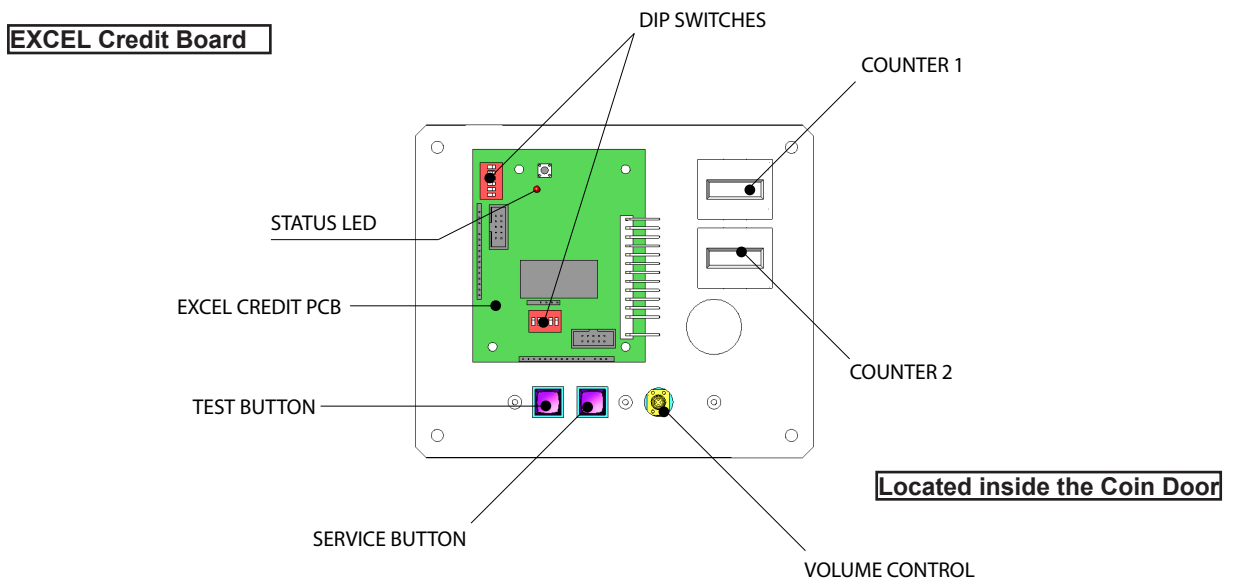 EXCEL Credit Board
DIP SWITCHES
COUNTER 1
STATUS LED
EXCEL CREDIT PCB
COUNTER 2
TEST BUTTON
Located inside the Coin Door
SERVICE BUTTON
VOLUME CONTROL